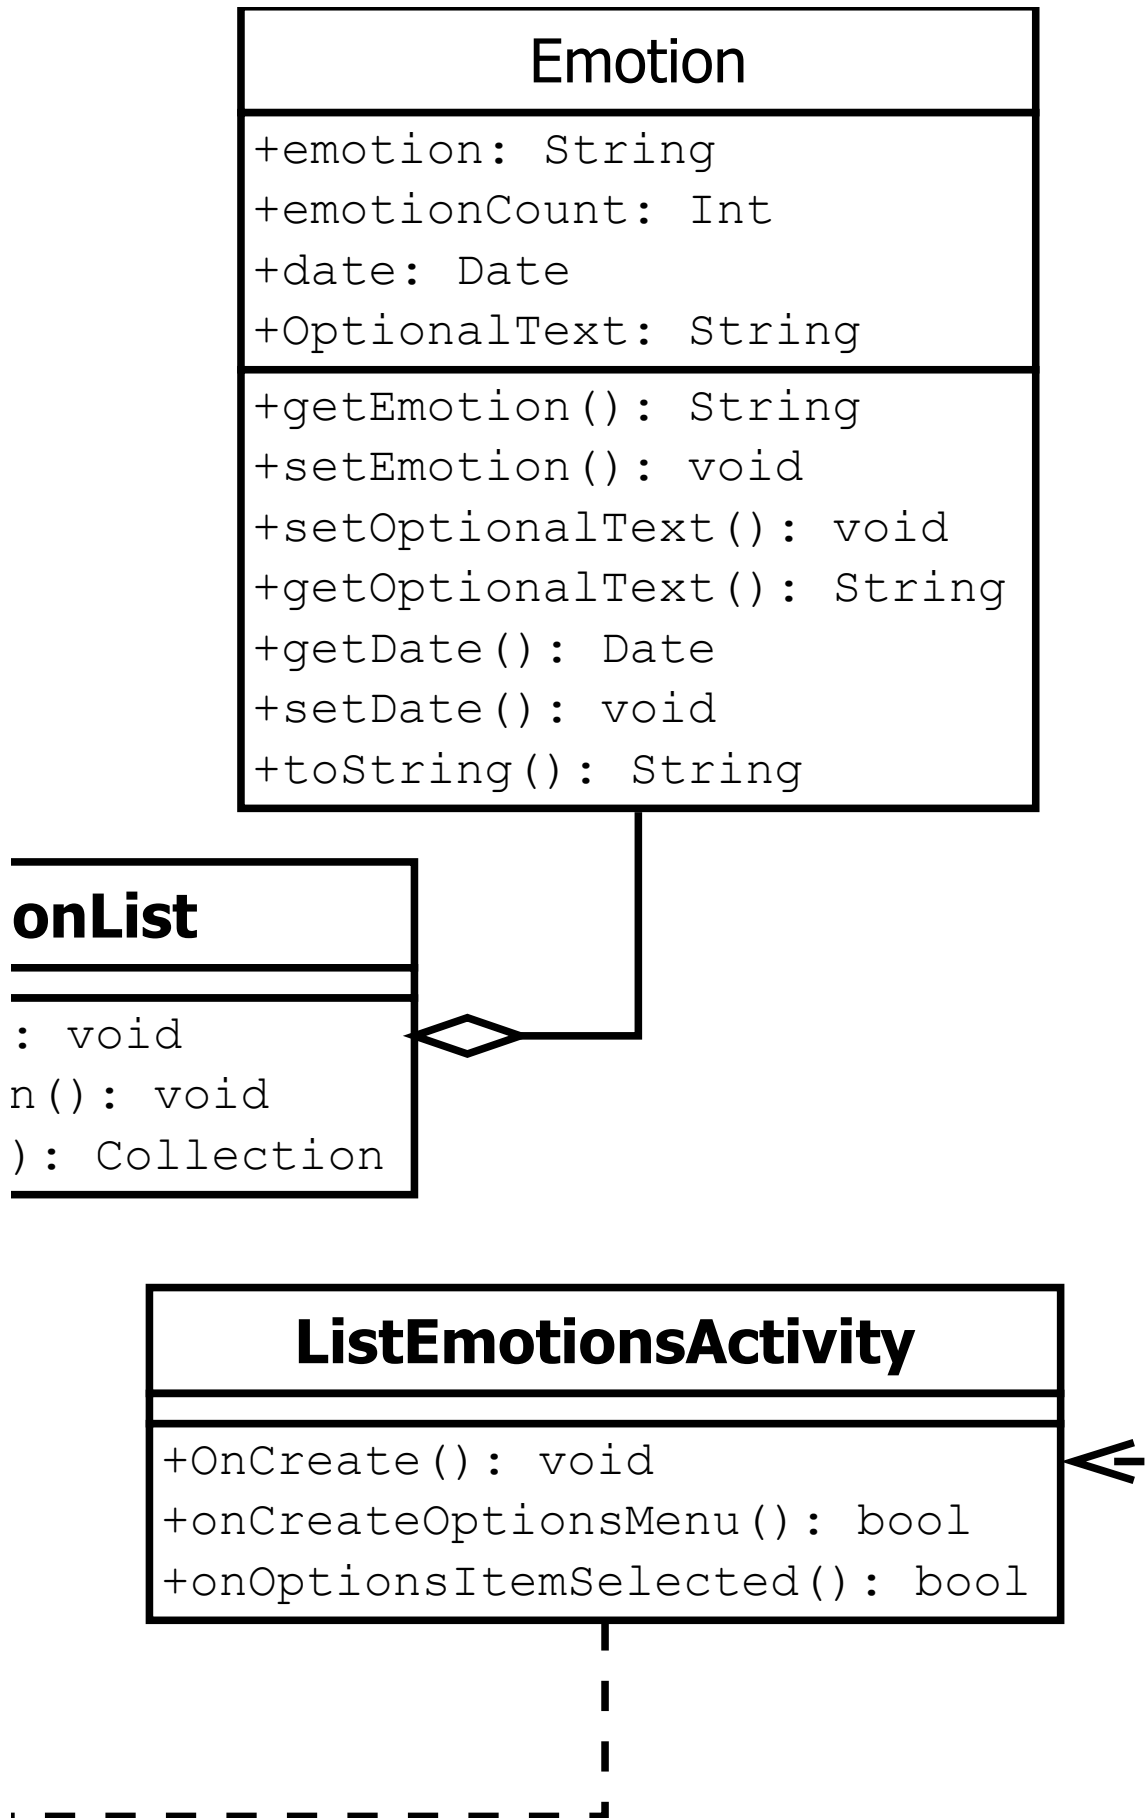 Emotion
+emotion: String
+emotionCount: Int
+date: Date
+OptionalText: String
+getEmotion(): String
+setEmotion(): void
+setOptionalText(): void
+getOptionalText(): String
+getDate(): Date
+setDate(): void
+toString(): String
onList
: void
n(): void
): Collection
ListEmotionsActivity
+OnCreate(): void
+onCreateOptionsMenu(): bool
+onOptionsItemSelected(): bool